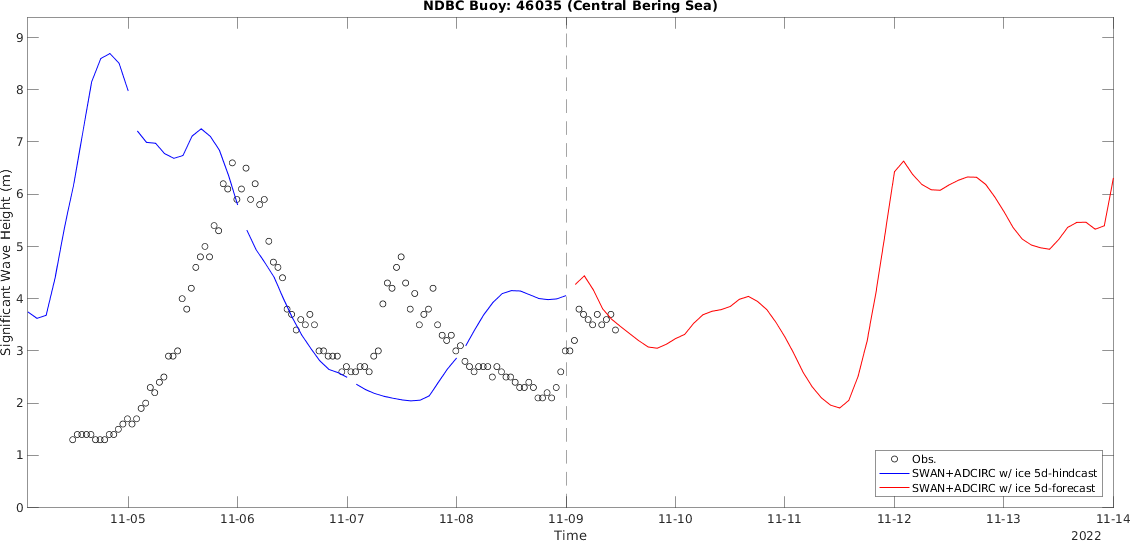 NDBC Buoy: 46035 (Central Bering Sea)
9
8
7
6
5
4
3
2
1
0
Significant Wave Height (m)
Obs.
SWAN+ADCIRC w/ ice 5d-hindcast
SWAN+ADCIRC w/ ice 5d-forecast
11-05 11-06 11-07 11-08 11-09 11-10 11-11 11-12 11-13 11-14
Time
2022